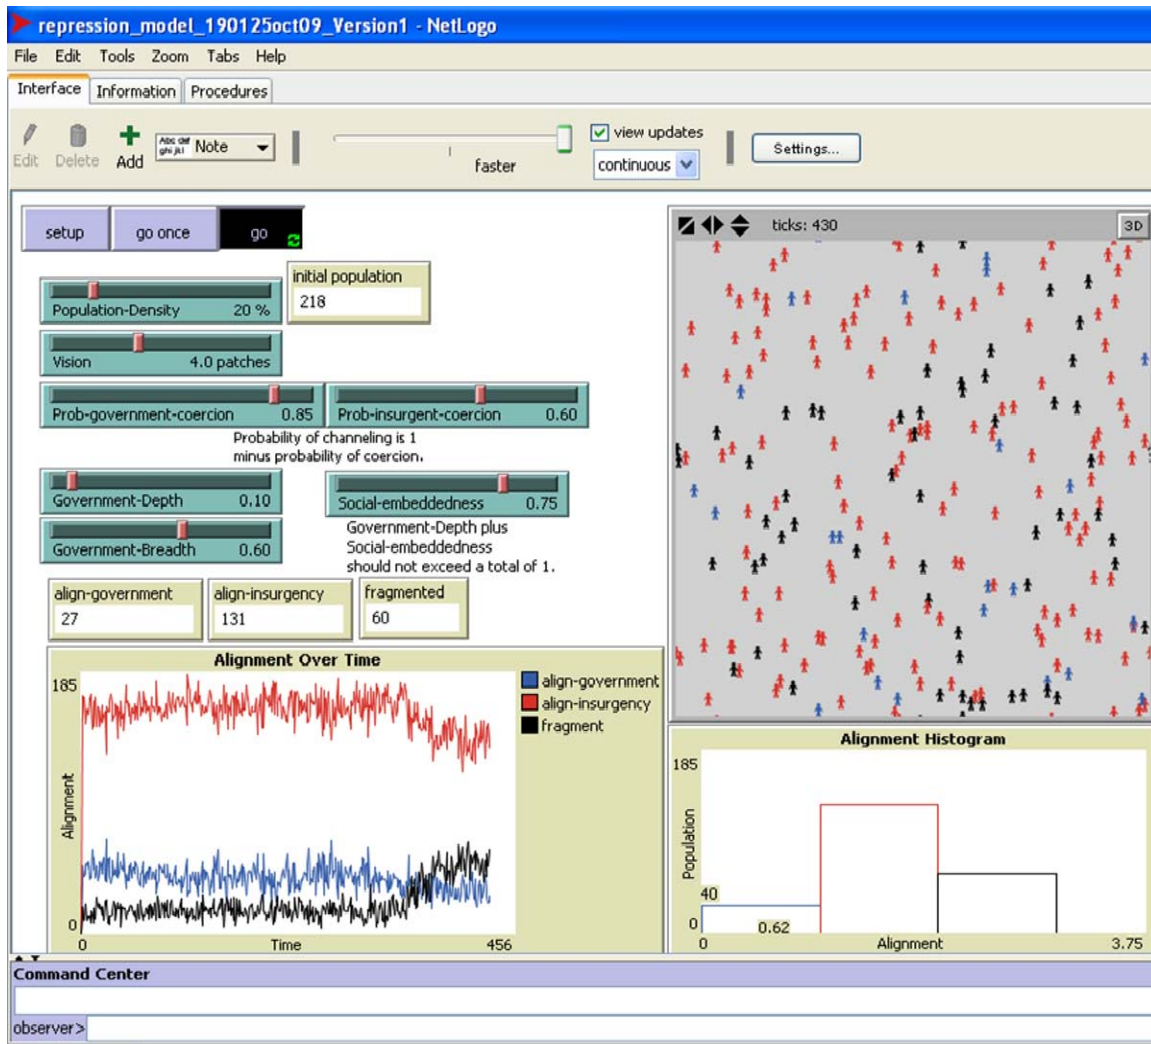 repression_model_190125oct09_Version1 - NetLogo
File Edit Tools Zoom Tabs Help
Interface Information Procedures
Edit Delete Add Abc def ghi jkl Note faster view updates continuous Settings...
setup go once go
ticks: 430 3D
initial population
218
Population-Density 20 %
Vision 4.0 patches
Prob-government-coercion 0.85 Prob-insurgent-coercion 0.60
Probability of channeling is 1
minus probability of coercion.
Government-Depth 0.10 Social-embeddedness 0.75
Government-Breadth 0.60
Government-Depth plus
Social-embeddedness
should not exceed a total of 1.
align-government align-insurgency fragmented
27 131 60
Alignment Over Time
185
Alignment
0
0 Time 456
align-government
align-insurgency
fragment
Alignment Histogram
185
Population
40
0
0.62
0 Alignment 3.75
Command Center
observer>